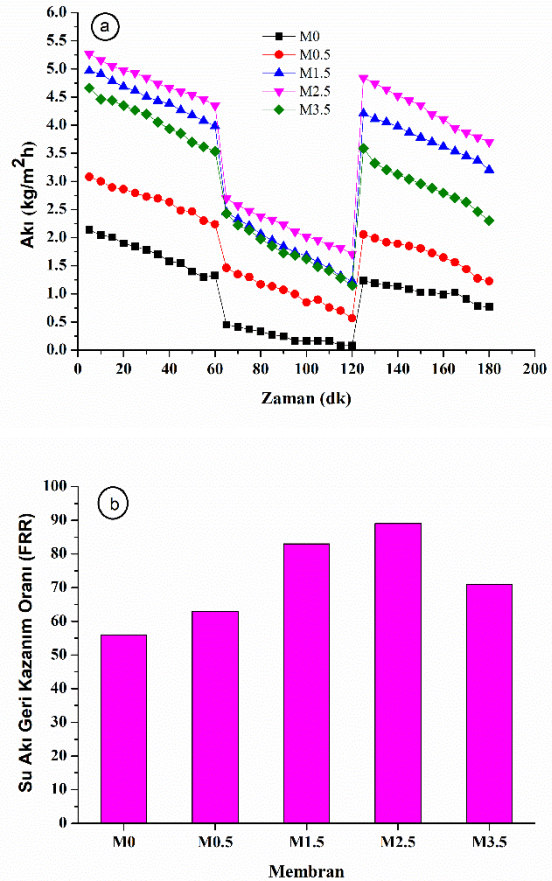 a
M0
M0.5
M1.5
M2.5
M3.5
Akı (kg/m²h)
6.0
5.5
5.0
4.5
4.0
3.5
3.0
2.5
2.0
1.5
1.0
0.5
0.0
0 20 40 60 80 100 120 140 160 180 200
Zaman (dk)
b
Su Akı Geri Kazanım Oranı (FRR)
100
90
80
70
60
50
40
30
20
10
0
M0 M0.5 M1.5 M2.5 M3.5
Membran